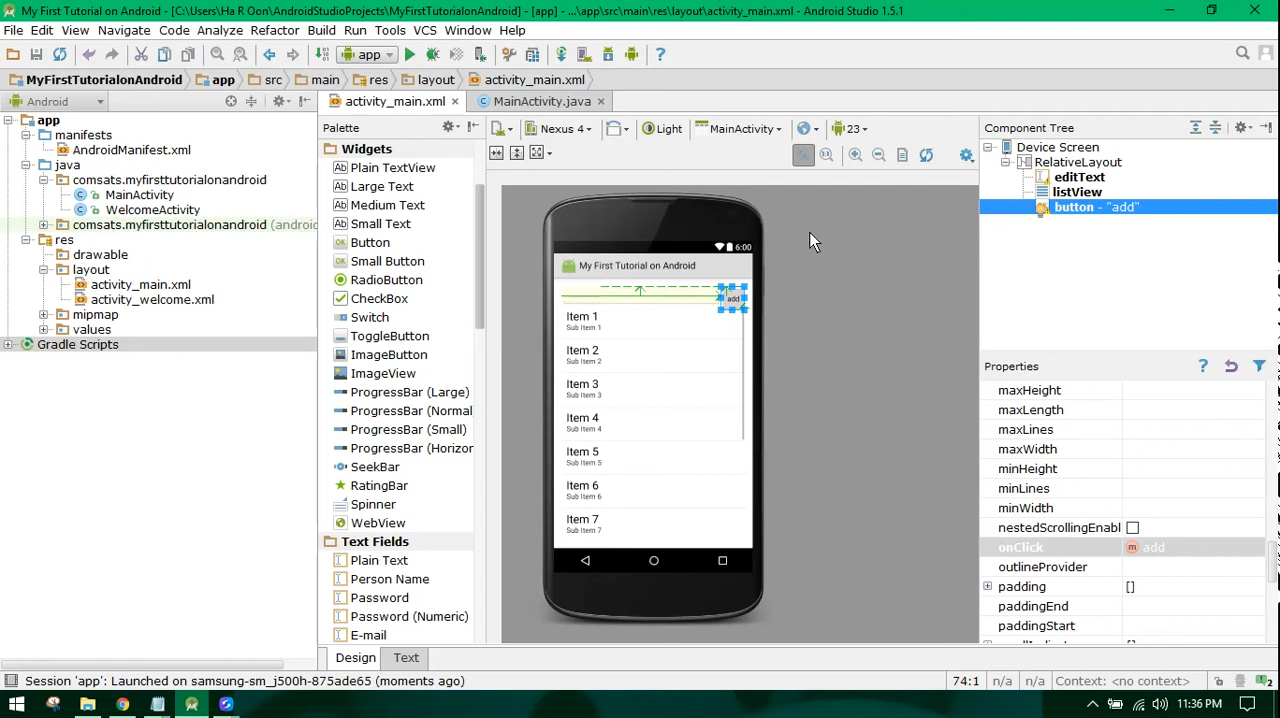 My First Tutorial on Android - [C:\Users\Ha R Oon\AndroidStudioProjects\MyFirstTutorialonAndroid] - [app] - ...\app\src\main\res\layout\activity_main.xml - Android Studio 1.5.1
File Edit View Navigate Code Analyze Refactor Build Run Tools VCS Window Help
app
MyFirstTutorialonAndroid app src main res layout activity_main.xml
Android
activity_main.xml MainActivity.java
app
manifests
AndroidManifest.xml
java
comsats.myfirsttutorialonandroid
MainActivity
WelcomeActivity
comsats.myfirsttutorialonandroid (andro
res
drawable
layout
activity_main.xml
activity_welcome.xml
mipmap
values
Gradle Scripts
Palette
Widgets
Plain TextView
Large Text
Medium Text
Small Text
Button
Small Button
RadioButton
CheckBox
Switch
ToggleButton
ImageButton
ImageView
ProgressBar (Large)
ProgressBar (Normal
ProgressBar (Small)
ProgressBar (Horizon
SeekBar
RatingBar
Spinner
WebView
Text Fields
Plain Text
Person Name
Password
Password (Numeric)
E-mail
Nexus 4 Light MainActivity 23
6:00
My First Tutorial on Android
add
Item 1
Sub Item 1
Item 2
Sub Item 2
Item 3
Sub Item 3
Item 4
Sub Item 4
Item 5
Sub Item 5
Item 6
Sub Item 6
Item 7
Sub Item 7
Component Tree
Device Screen
RelativeLayout
editText
listView
button - "add"
Properties
maxHeight
maxLength
maxLines
maxWidth
minHeight
minLines
minWidth
nestedScrollingEnabl
onClick add
outlineProvider
padding []
paddingEnd
paddingStart
Design Text
Session 'app': Launched on samsung-sm_j500h-875ade65 (moments ago)
74:1 n/a n/a Context: <no context> 2
11:36 PM